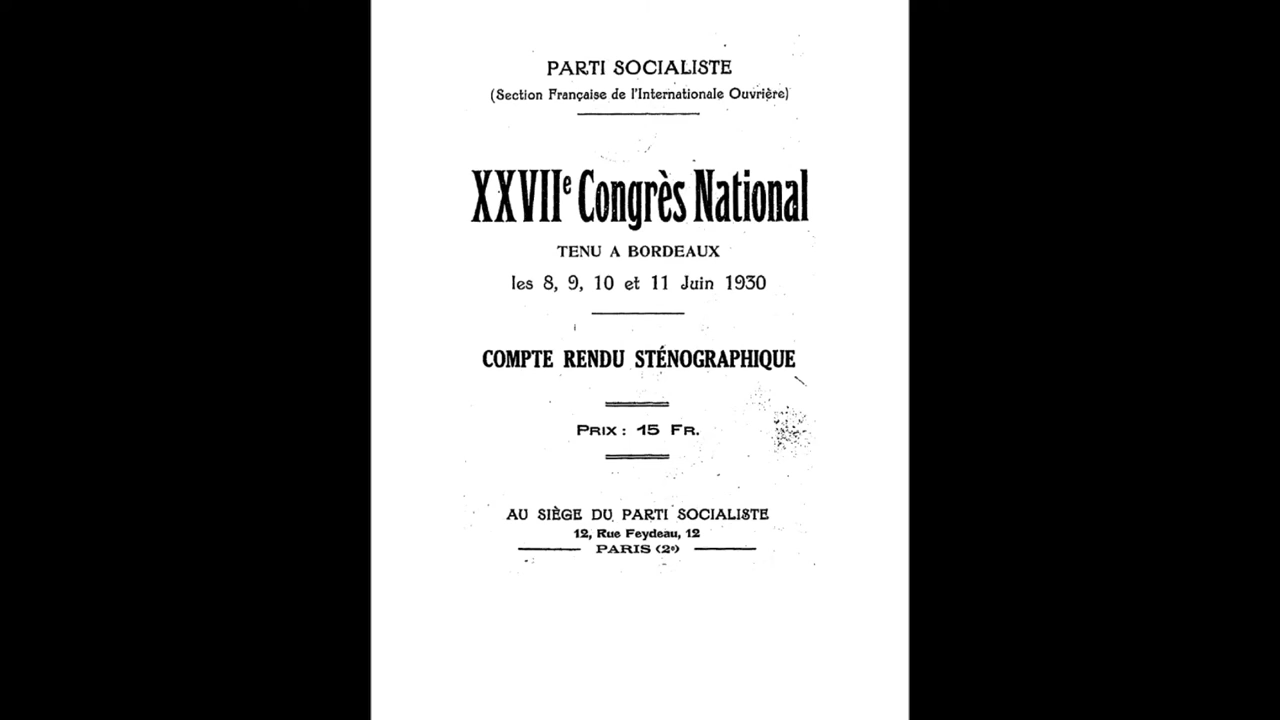 PARTI SOCIALISTE
(Section Française de l'Internationale Ouvrière)
XXVIIe Congrès National
TENU A BORDEAUX
les 8, 9, 10 et 11 Juin 1930
COMPTE RENDU STÉNOGRAPHIQUE
PRIX : 15 FR.
AU SIÈGE DU PARTI SOCIALISTE
12, Rue Feydeau, 12
PARIS (2e)